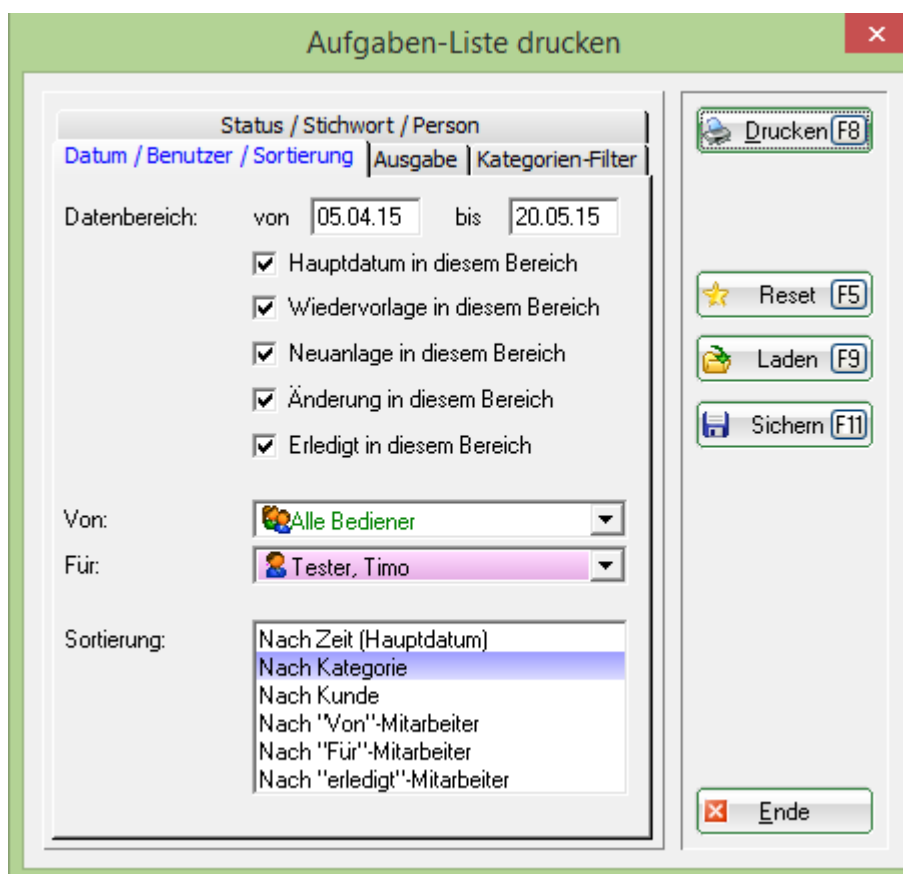 Aufgaben-Liste drucken
Status / Stichwort / Person
Datum / Benutzer / Sortierung Ausgabe Kategorien-Filter
Datenbereich: von 05.04.15 bis 20.05.15
Hauptdatum in diesem Bereich
Wiedervorlage in diesem Bereich
Neuanlage in diesem Bereich
Änderung in diesem Bereich
Erledigt in diesem Bereich
Von: Alle Bediener
Für: Tester, Timo
Sortierung: Nach Zeit (Hauptdatum)
Nach Kategorie
Nach Kunde
Nach "Von"-Mitarbeiter
Nach "Für"-Mitarbeiter
Nach "erledigt"-Mitarbeiter
Drucken F8
Reset F5
Laden F9
Sichern F11
Ende